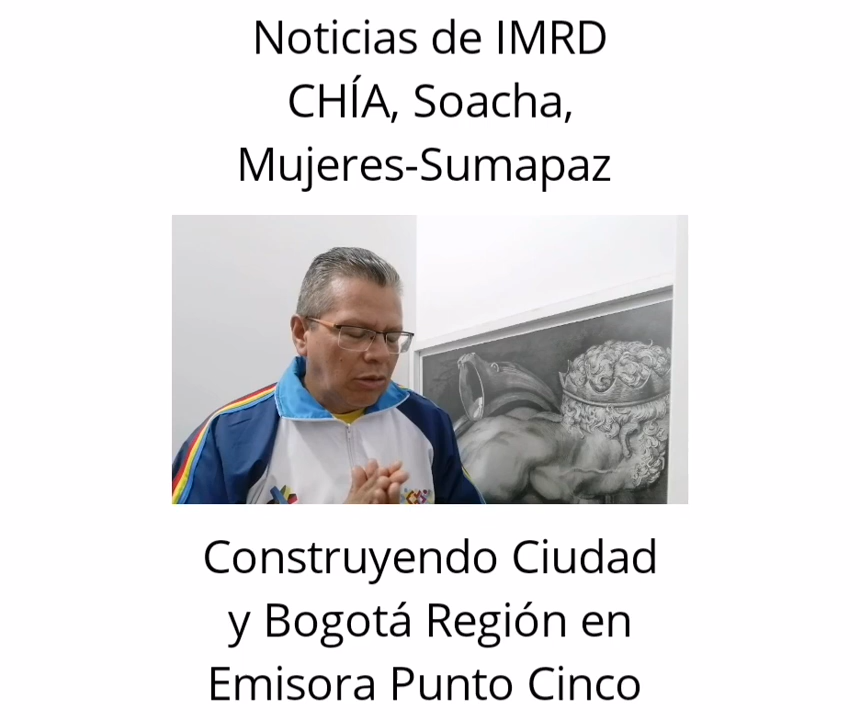 Noticias de IMRD
CHÍA, Soacha,
Mujeres-Sumapaz
Construyendo Ciudad
y Bogotá Región en
Emisora Punto Cinco